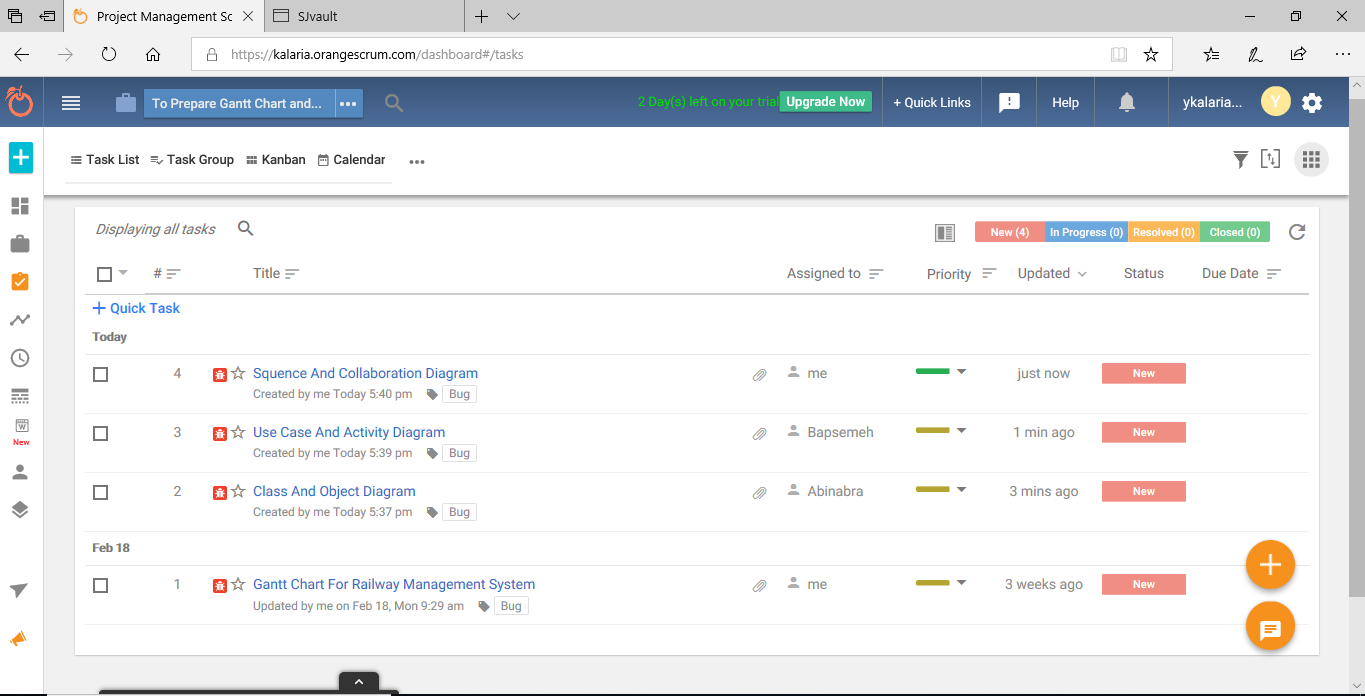 Project Management Sc
SJvault
https://kalaria.orangescrum.com/dashboard#/tasks
To Prepare Gantt Chart and...
2 Day(s) left on your trial
Upgrade Now
+ Quick Links
Help
ykalaria...
Y
Task List
Task Group
Kanban
Calendar
Displaying all tasks
New (4)
In Progress (0)
Resolved (0)
Closed (0)
# Title Assigned to Priority Updated Status Due Date
+ Quick Task
Today
4 Squence And Collaboration Diagram me just now New
Created by me Today 5:40 pm Bug
3 Use Case And Activity Diagram Bapsemeh 1 min ago New
Created by me Today 5:39 pm Bug
W
New
2 Class And Object Diagram Abinabra 3 mins ago New
Created by me Today 5:37 pm Bug
Feb 18
1 Gantt Chart For Railway Management System me 3 weeks ago New
Updated by me on Feb 18, Mon 9:29 am Bug